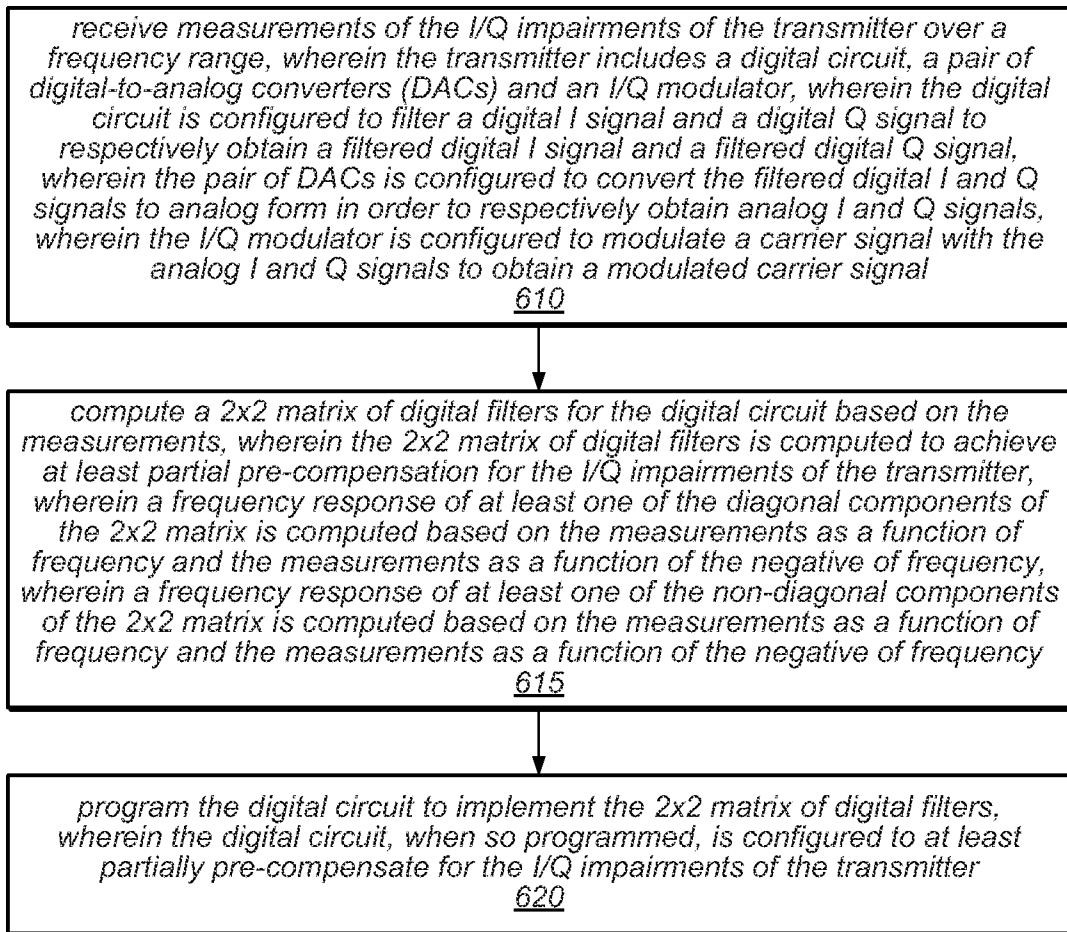 receive measurements of the I/Q impairments of the transmitter over a
frequency range, wherein the transmitter includes a digital circuit, a pair of
digital-to-analog converters (DACs) and an I/Q modulator, wherein the digital
circuit is configured to filter a digital I signal and a digital Q signal to
respectively obtain a filtered digital I signal and a filtered digital Q signal,
wherein the pair of DACs is configured to convert the filtered digital I and Q
signals to analog form in order to respectively obtain analog I and Q signals,
wherein the I/Q modulator is configured to modulate a carrier signal with the
analog I and Q signals to obtain a modulated carrier signal
610
compute a 2x2 matrix of digital filters for the digital circuit based on the
measurements, wherein the 2x2 matrix of digital filters is computed to achieve
at least partial pre-compensation for the I/Q impairments of the transmitter,
wherein a frequency response of at least one of the diagonal components of
the 2x2 matrix is computed based on the measurements as a function of
frequency and the measurements as a function of the negative of frequency,
wherein a frequency response of at least one of the non-diagonal components
of the 2x2 matrix is computed based on the measurements as a function of
frequency and the measurements as a function of the negative of frequency
615
program the digital circuit to implement the 2x2 matrix of digital filters,
wherein the digital circuit, when so programmed, is configured to at least
partially pre-compensate for the I/Q impairments of the transmitter
620